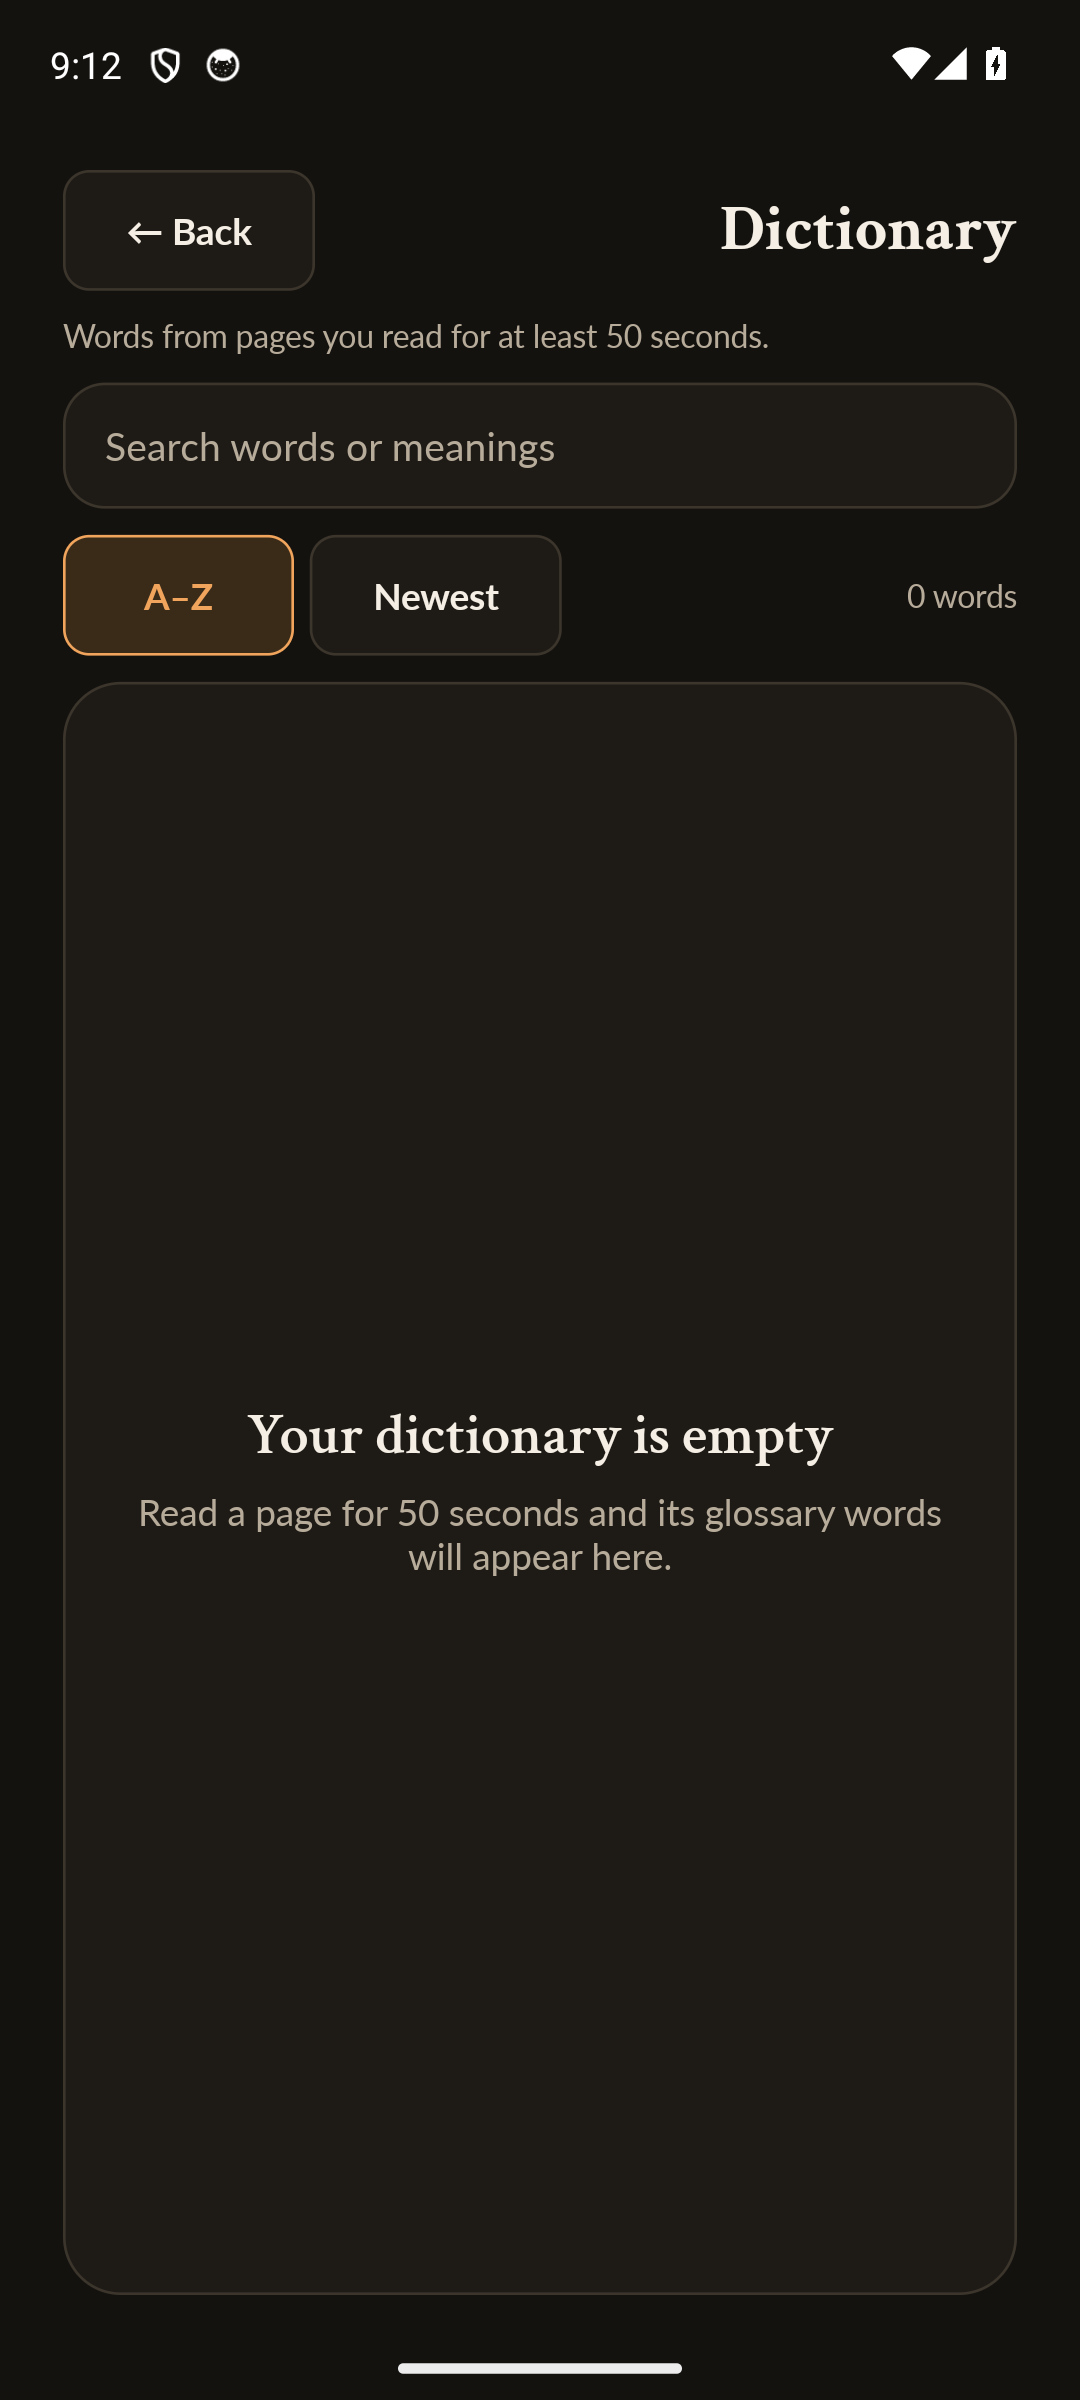 9:12
← Back
Dictionary
Words from pages you read for at least 50 seconds.
Search words or meanings
A–Z
Newest
0 words
Your dictionary is empty
Read a page for 50 seconds and its glossary words
will appear here.